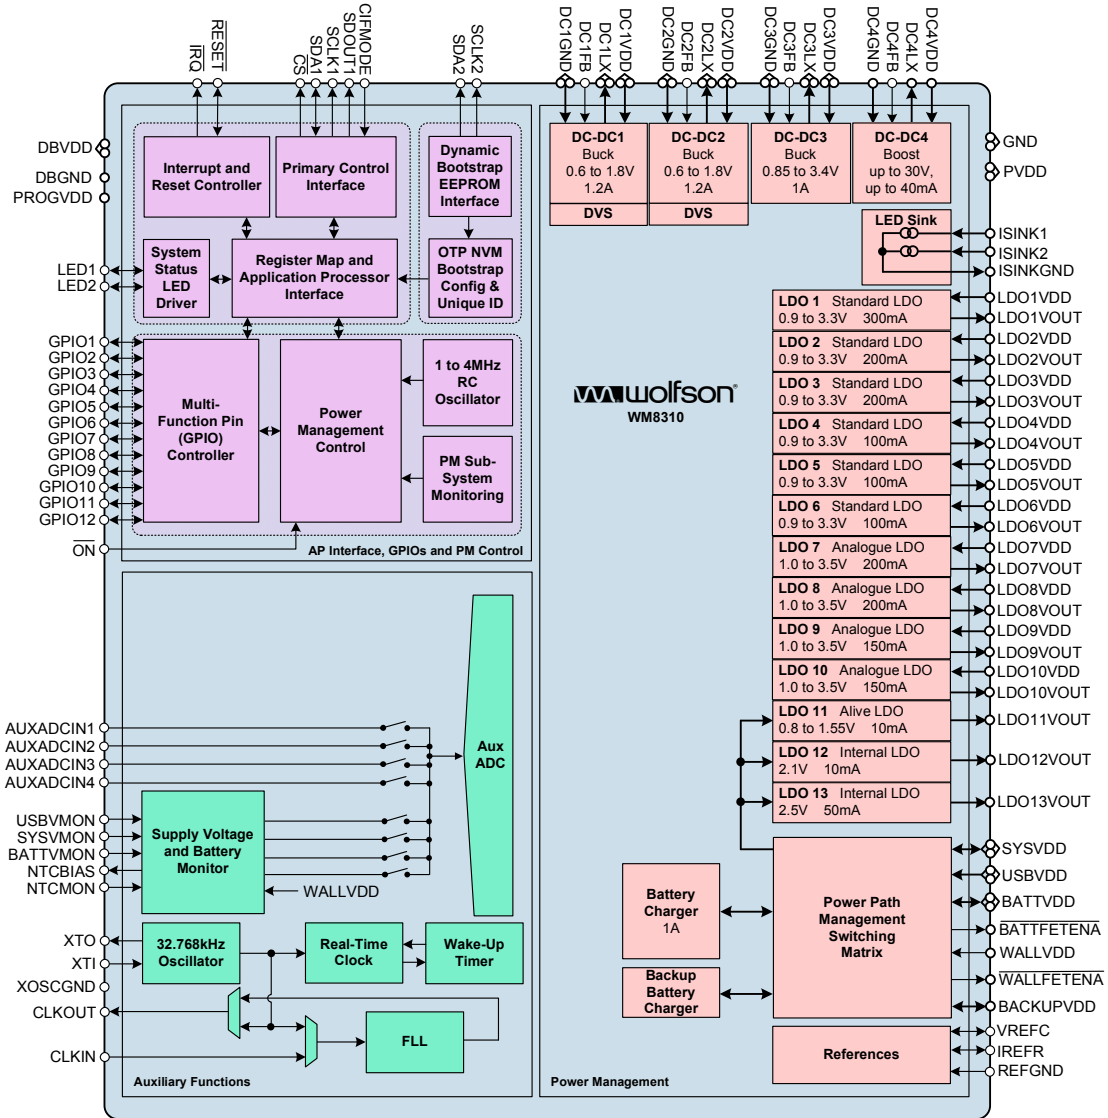 IRQ
RESET
CS
SDA1
SCLK1
SDOUT1
CIFMODE
SDA2
SCLK2
DC1GND
DC1FB
DC1LX
DC1VDD
DC2GND
DC2FB
DC2LX
DC2VDD
DC3GND
DC3FB
DC3LX
DC3VDD
DC4GND
DC4FB
DC4LX
DC4VDD
DBVDD
DBGND
PROGVDD
LED1
LED2
GPIO1
GPIO2
GPIO3
GPIO4
GPIO5
GPIO6
GPIO7
GPIO8
GPIO9
GPIO10
GPIO11
GPIO12
ON
Interrupt and
Reset Controller
Primary Control
Interface
Dynamic
Bootstrap
EEPROM
Interface
System
Status
LED
Driver
Register Map and
Application Processor
Interface
OTP NVM
Bootstrap
Config &
Unique ID
Multi-
Function Pin
(GPIO)
Controller
Power
Management
Control
1 to 4MHz
RC
Oscillator
PM Sub-
System
Monitoring
AP Interface, GPIOs and PM Control
AUXADCIN1
AUXADCIN2
AUXADCIN3
AUXADCIN4
USBVMON
SYSVMON
BATTVMON
NTCBIAS
NTCMON
XTO
XTI
XOSCGND
CLKOUT
CLKIN
Aux
ADC
Supply Voltage
and Battery
Monitor
WALLVDD
32.768kHz
Oscillator
Real-Time
Clock
Wake-Up
Timer
FLL
Auxiliary Functions
DC-DC1
Buck
0.6 to 1.8V
1.2A
DVS
DC-DC2
Buck
0.6 to 1.8V
1.2A
DVS
DC-DC3
Buck
0.85 to 3.4V
1A
DC-DC4
Boost
up to 30V,
up to 40mA
LED Sink
wolfson®
WM8310
LDO 1 Standard LDO
0.9 to 3.3V 300mA
LDO 2 Standard LDO
0.9 to 3.3V 200mA
LDO 3 Standard LDO
0.9 to 3.3V 200mA
LDO 4 Standard LDO
0.9 to 3.3V 100mA
LDO 5 Standard LDO
0.9 to 3.3V 100mA
LDO 6 Standard LDO
0.9 to 3.3V 100mA
LDO 7 Analogue LDO
1.0 to 3.5V 200mA
LDO 8 Analogue LDO
1.0 to 3.5V 200mA
LDO 9 Analogue LDO
1.0 to 3.5V 150mA
LDO 10 Analogue LDO
1.0 to 3.5V 150mA
LDO 11 Alive LDO
0.8 to 1.55V 10mA
LDO 12 Internal LDO
2.1V 10mA
LDO 13 Internal LDO
2.5V 50mA
Battery
Charger
1A
Backup
Battery
Charger
Power Path
Management
Switching
Matrix
References
Power Management
GND
PVDD
ISINK1
ISINK2
ISINKGND
LDO1VDD
LDO1VOUT
LDO2VDD
LDO2VOUT
LDO3VDD
LDO3VOUT
LDO4VDD
LDO4VOUT
LDO5VDD
LDO5VOUT
LDO6VDD
LDO6VOUT
LDO7VDD
LDO7VOUT
LDO8VDD
LDO8VOUT
LDO9VDD
LDO9VOUT
LDO10VDD
LDO10VOUT
LDO11VOUT
LDO12VOUT
LDO13VOUT
SYSVDD
USBVDD
BATTVDD
BATTFETENA
WALLVDD
WALLFETENA
BACKUPVDD
VREFC
IREFR
REFGND